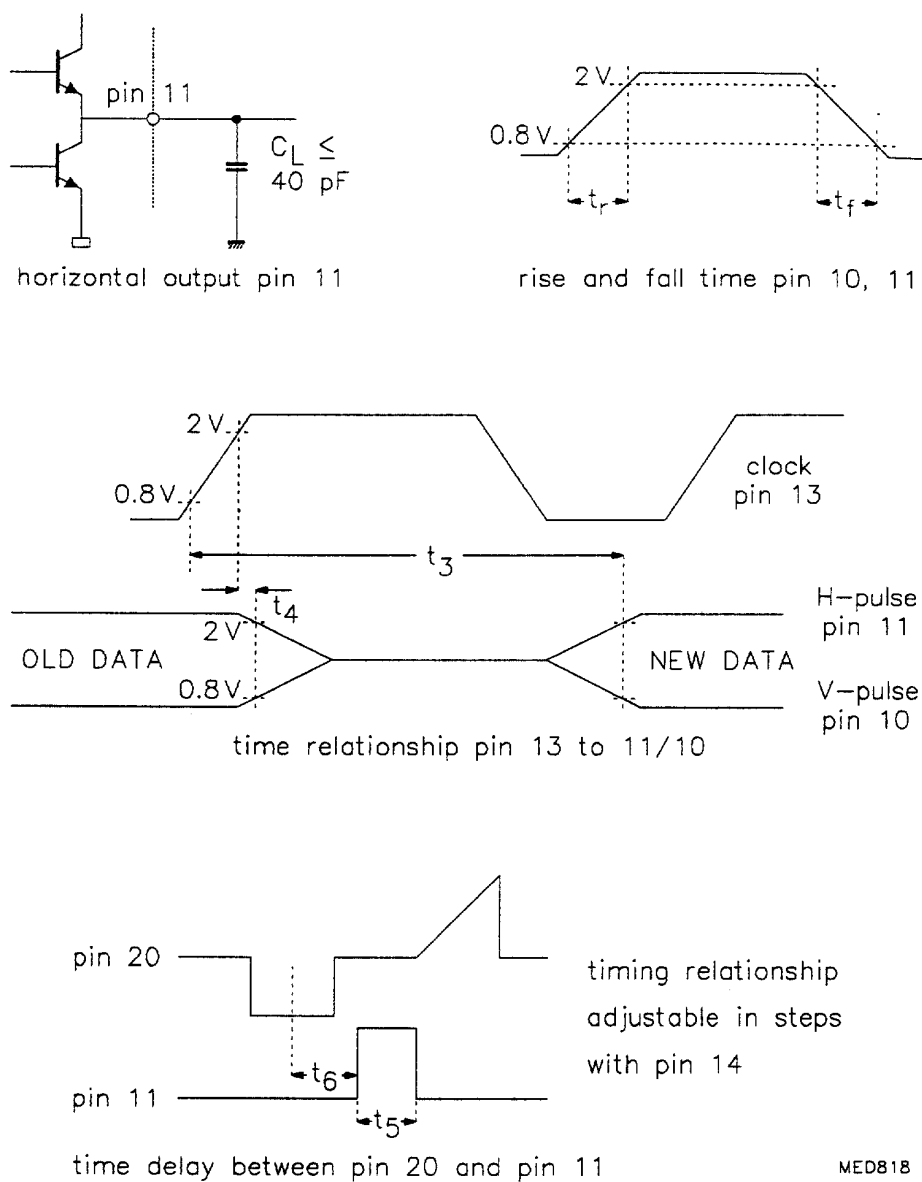 pin 11
C_L ≤
40 pF
horizontal output pin 11
2 V
0.8 V
t_r
t_f
rise and fall time pin 10, 11
2 V
0.8 V
clock
pin 13
t_3
t_4
2 V
0.8 V
OLD DATA
NEW DATA
H-pulse
pin 11
V-pulse
pin 10
time relationship pin 13 to 11/10
pin 20
timing relationship
adjustable in steps
with pin 14
t_6
pin 11
t_5
time delay between pin 20 and pin 11
MED818